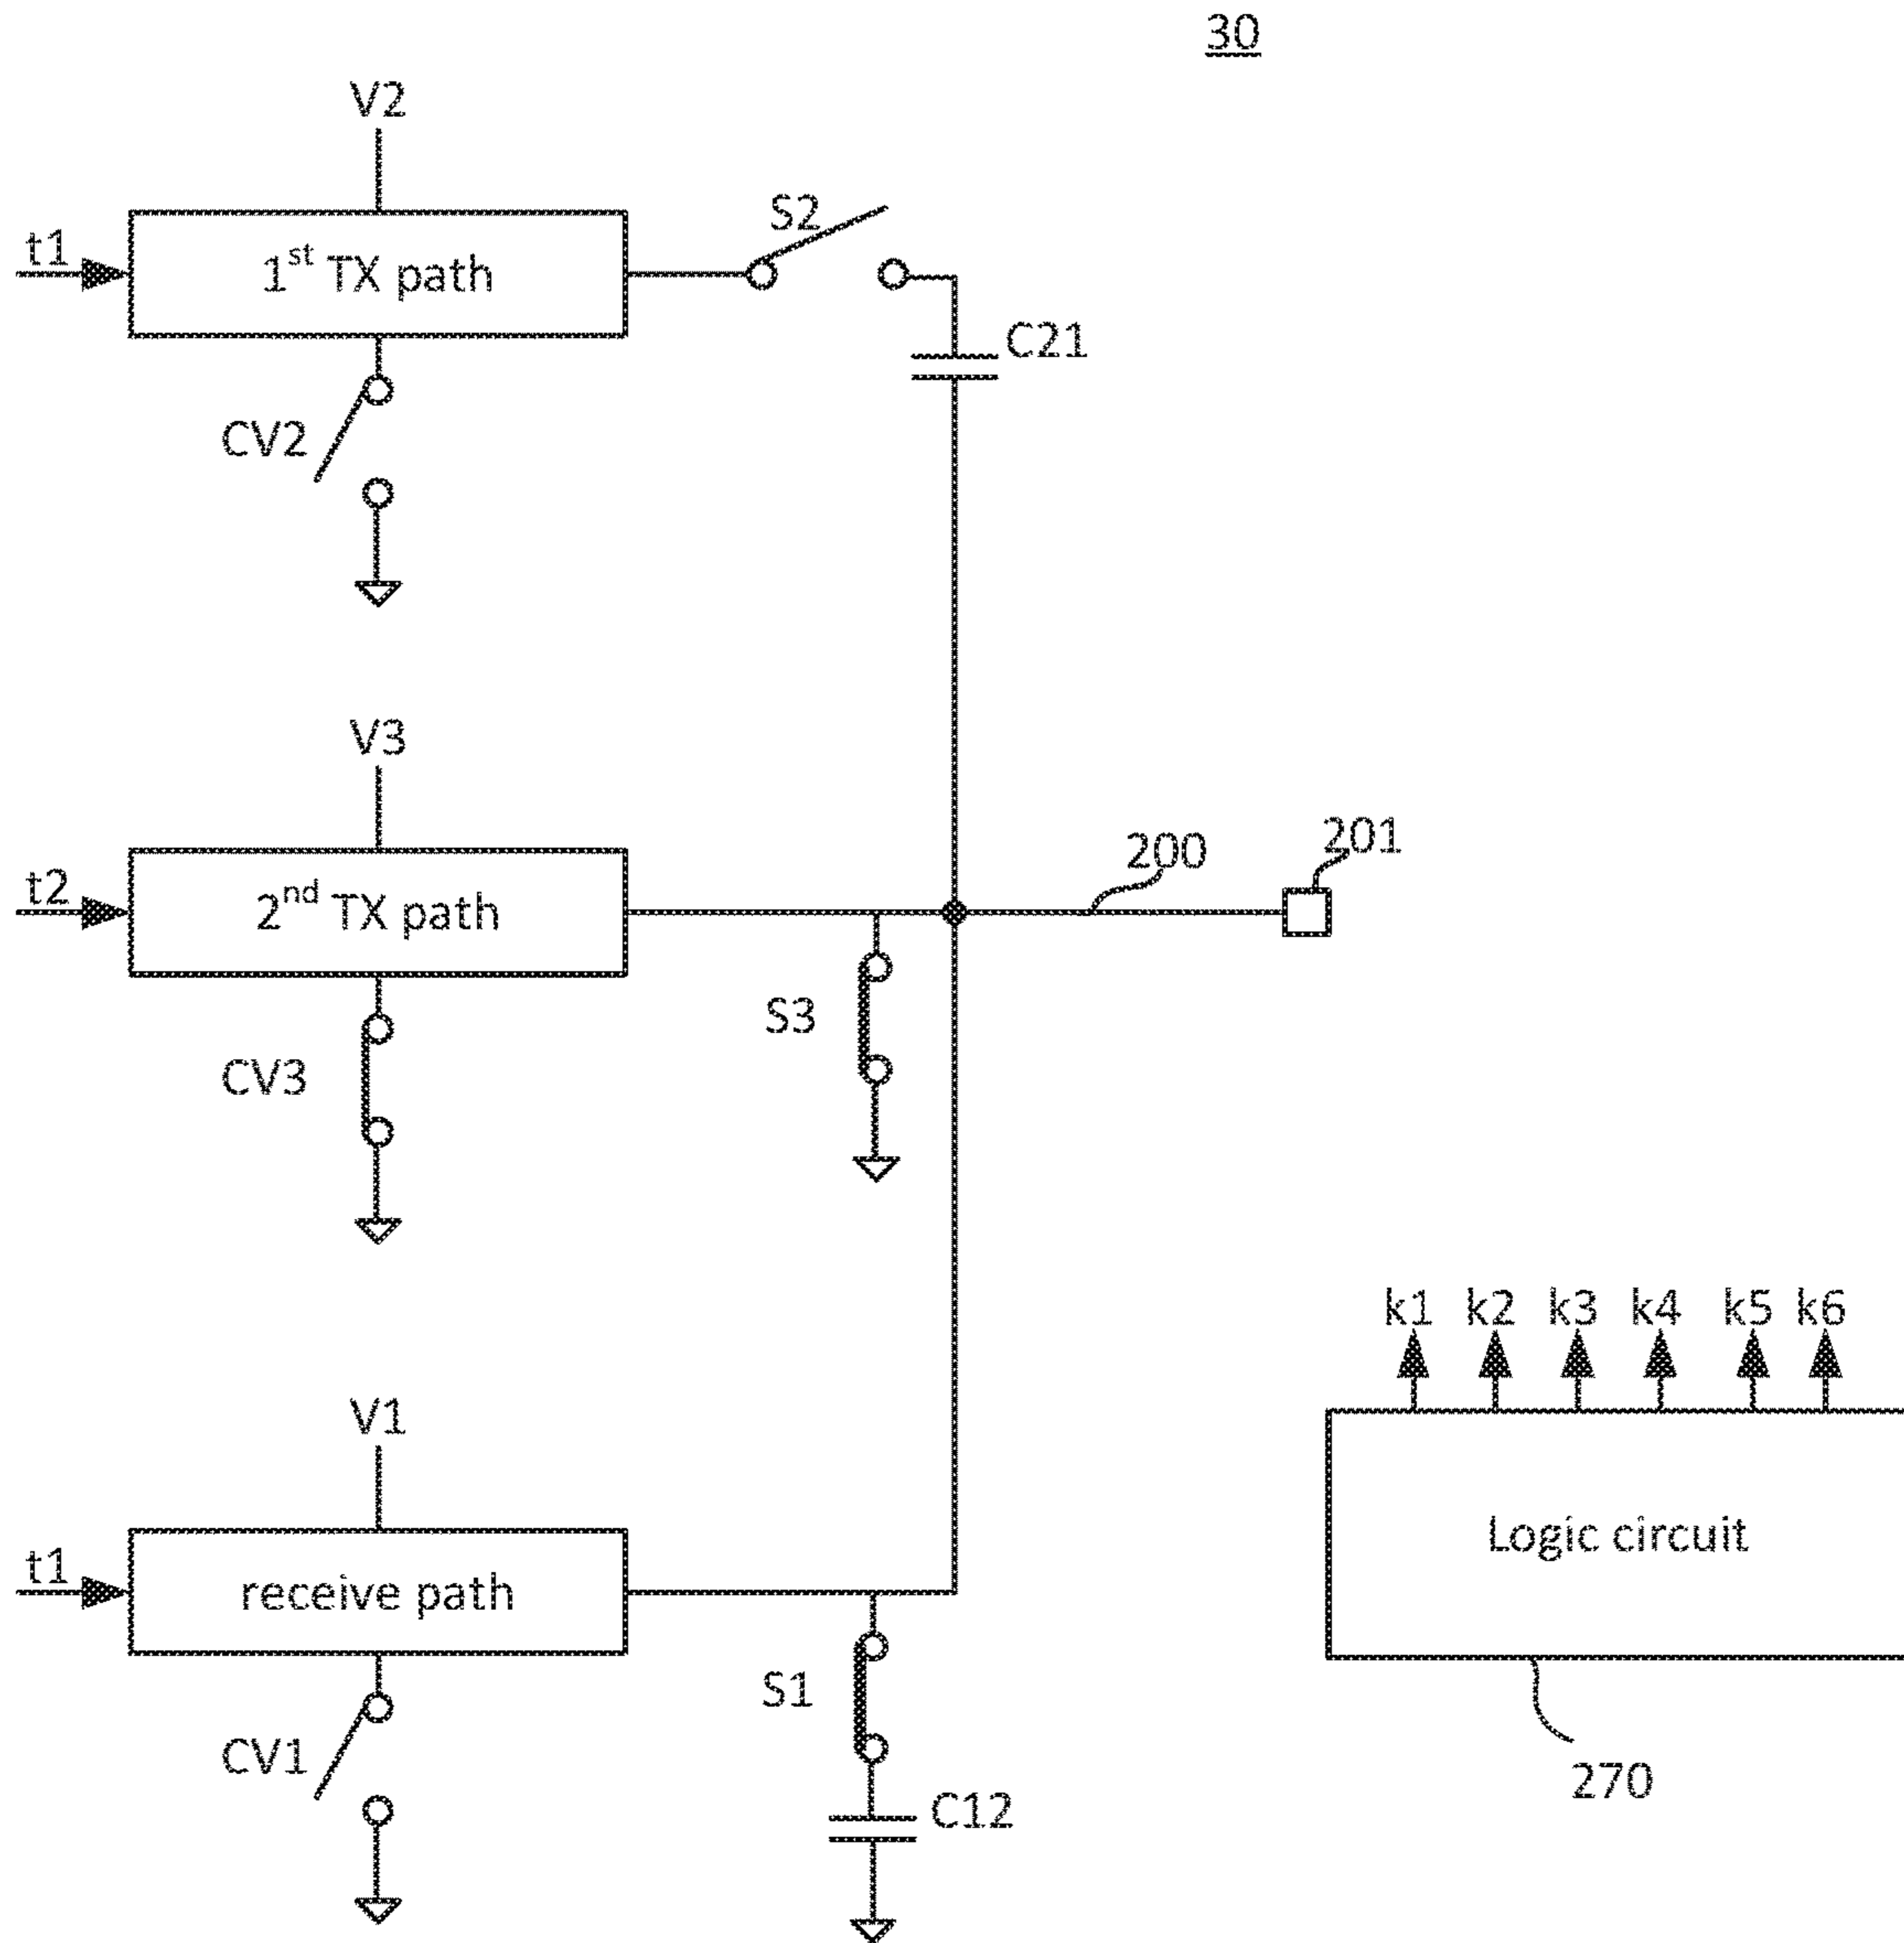 30
V2
t1
1st TX path
S2
C21
CV2
V3
t2
2nd TX path
200
201
S3
CV3
k1 k2 k3 k4 k5 k6
V1
t1
receive path
Logic circuit
S1
CV1
C12
270